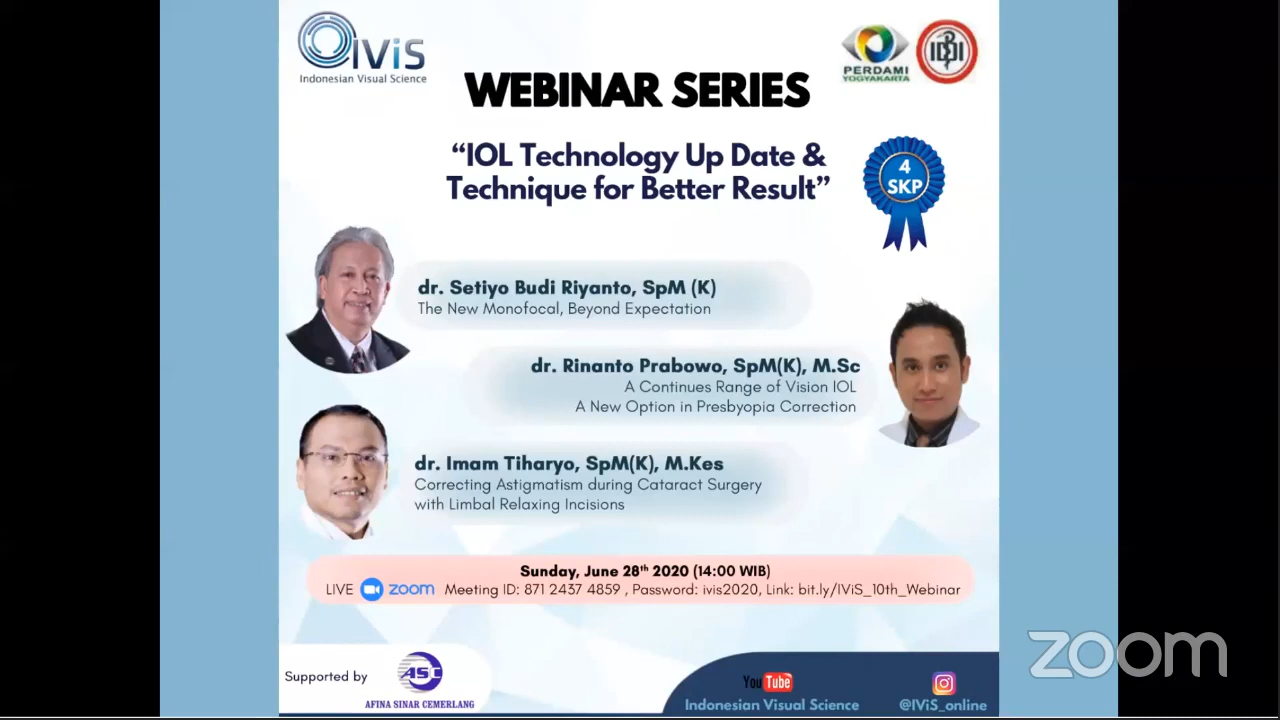 IViS
Indonesian Visual Science
PERDAMI
YOGYAKARTA
IDI
WEBINAR SERIES
“IOL Technology Up Date &
Technique for Better Result”
4
SKP
dr. Setiyo Budi Riyanto, SpM (K)
The New Monofocal, Beyond Expectation
dr. Rinanto Prabowo, SpM(K), M.Sc
A Continues Range of Vision IOL
A New Option in Presbyopia Correction
dr. Imam Tiharyo, SpM(K), M.Kes
Correcting Astigmatism during Cataract Surgery
with Limbal Relaxing Incisions
Sunday, June 28th 2020 (14:00 WIB)
LIVE zoom Meeting ID: 871 2437 4859 , Password: ivis2020, Link: bit.ly/IViS_10th_Webinar
Supported by
ASC
AFINA SINAR CEMERLANG
YouTube
Indonesian Visual Science
@IViS_online
zoom